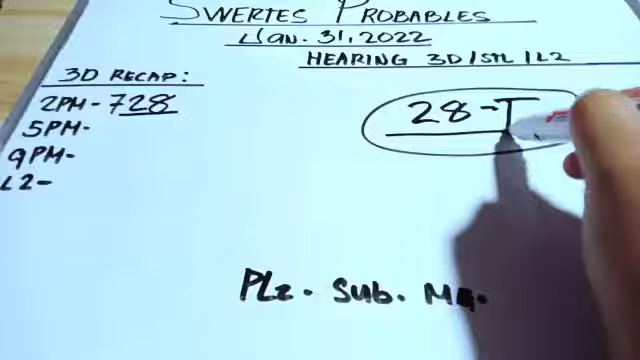 SWERTES PROBABLES
JAN. 31, 2022
HEARING 3D/STL/L2
3D RECAP:
2PM- 728
5PM-
9PM-
L2-
28-T
PLz. Sub. Me.